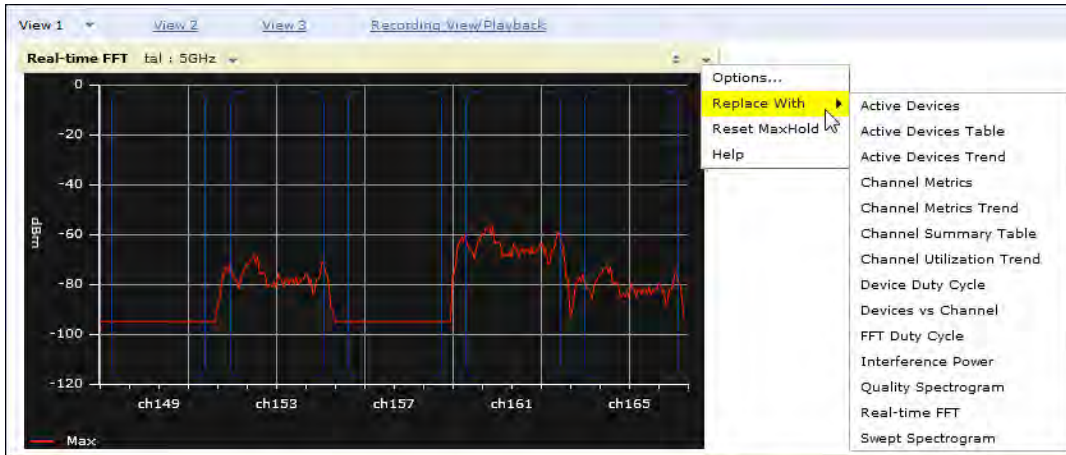 View 1 View 2 View 3 Recording View/Playback
Real-time FFT tal : 5GHz
Options...
Replace With
Reset MaxHold
Help
Active Devices
Active Devices Table
Active Devices Trend
Channel Metrics
Channel Metrics Trend
Channel Summary Table
Channel Utilization Trend
Device Duty Cycle
Devices vs Channel
FFT Duty Cycle
Interference Power
Quality Spectrogram
Real-time FFT
Swept Spectrogram
0
-20
-40
-60
-80
-100
-120
dBm
ch149 ch153 ch157 ch161 ch165
Max